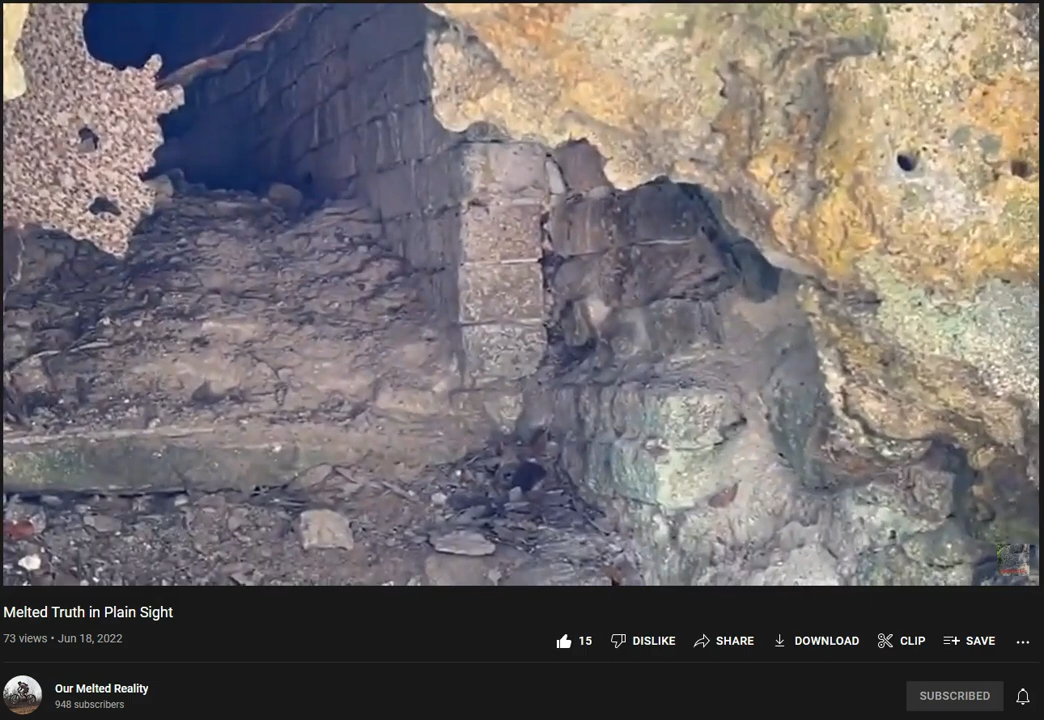 Melted Truth in Plain Sight
73 views • Jun 18, 2022
15 DISLIKE SHARE DOWNLOAD CLIP SAVE ...
Our Melted Reality
948 subscribers
SUBSCRIBED